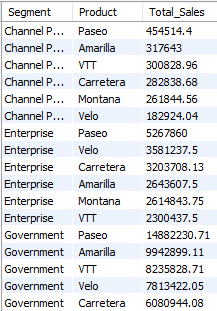 Segment Product Total_Sales
Channel P... Paseo 454514.4
Channel P... Amarilla 317643
Channel P... VTT 300828.96
Channel P... Carretera 282838.68
Channel P... Montana 261844.56
Channel P... Velo 182924.04
Enterprise Paseo 5267860
Enterprise Velo 3581237.5
Enterprise Carretera 3203708.13
Enterprise Amarilla 2643607.5
Enterprise Montana 2614843.75
Enterprise VTT 2300437.5
Government Paseo 14882230.71
Government Amarilla 9942899.11
Government VTT 8235828.71
Government Velo 7813422.05
Government Carretera 6080944.08